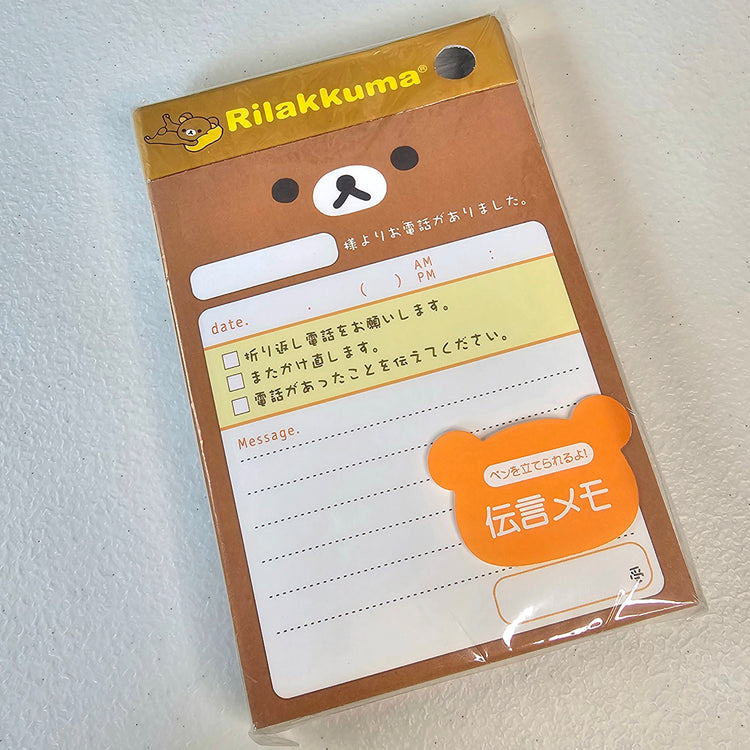 Rilakkuma®
様よりお電話がありました。
date. . ( ) AM PM :
折り返し電話をお願いします。
またかけ直します。
電話があったことを伝えてください。
Message.
ペンを立てられるよ!
伝言メモ
受